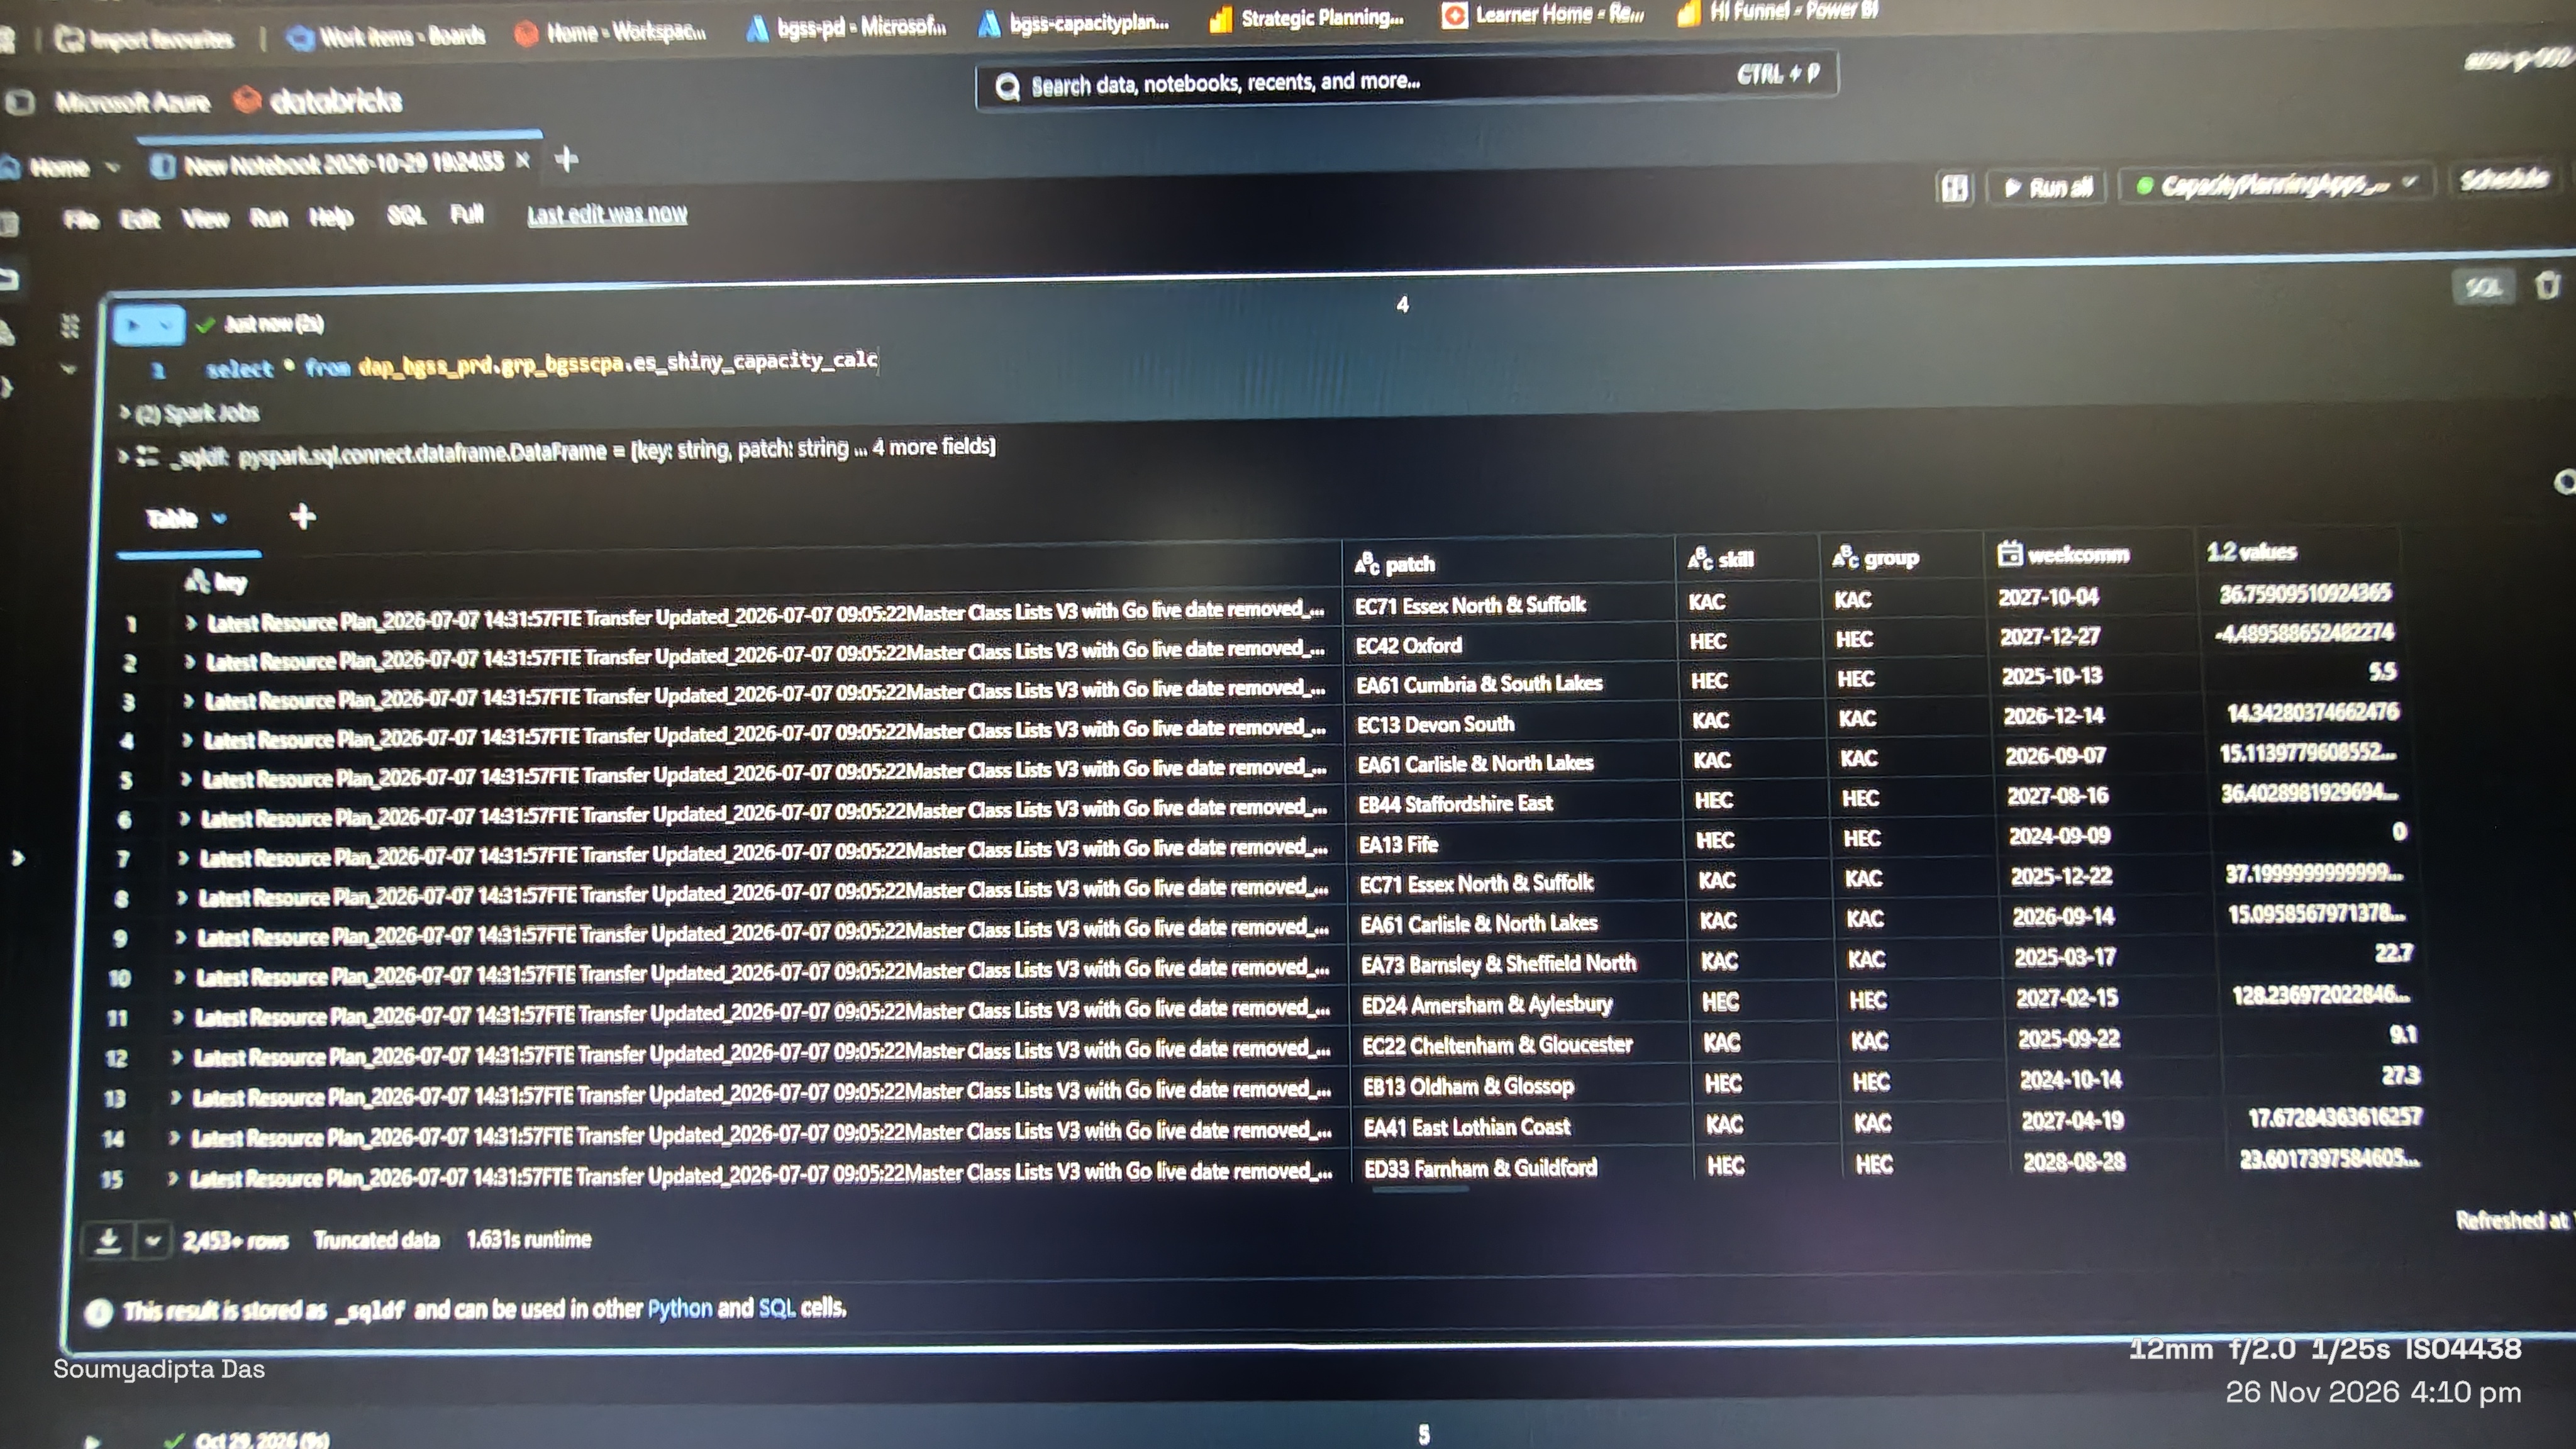 Import favourites | Work items - Boards Home - Workspac... bgss-pd - Microsof... bgss-capacityplan... Strategic Planning... Learner Home - Re... HI Funnel - Power BI
Microsoft Azure databricks Search data, notebooks, recents, and more... CTRL + P
Home New Notebook 2026-10-29 19:24:55 × +
File Edit View Run Help SQL Full Last edit was now Run all CapacityPlanningApps_... Schedule
4 SQL
Just now (2s)
1 select * from dap_bgss_prd.grp_bgsscpa.es_shiny_capacity_calc
(2) Spark Jobs
_sqldf: pyspark.sql.connect.dataframe.DataFrame = [key: string, patch: string ... 4 more fields]
Table +
key patch skill group weekcomm 1.2 values
1 Latest Resource Plan_2026-07-07 14:31:57FTE Transfer Updated_2026-07-07 09:05:22Master Class Lists V3 with Go live date removed_... EC71 Essex North & Suffolk KAC KAC 2027-10-04 36.75909510924365
2 Latest Resource Plan_2026-07-07 14:31:57FTE Transfer Updated_2026-07-07 09:05:22Master Class Lists V3 with Go live date removed_... EC42 Oxford HEC HEC 2027-12-27 -4.489588652482274
3 Latest Resource Plan_2026-07-07 14:31:57FTE Transfer Updated_2026-07-07 09:05:22Master Class Lists V3 with Go live date removed_... EA61 Cumbria & South Lakes HEC HEC 2025-10-13 5.5
4 Latest Resource Plan_2026-07-07 14:31:57FTE Transfer Updated_2026-07-07 09:05:22Master Class Lists V3 with Go live date removed_... EC13 Devon South KAC KAC 2026-12-14 14.34280374662476
5 Latest Resource Plan_2026-07-07 14:31:57FTE Transfer Updated_2026-07-07 09:05:22Master Class Lists V3 with Go live date removed_... EA61 Carlisle & North Lakes KAC KAC 2026-09-07 15.1139779608552...
6 Latest Resource Plan_2026-07-07 14:31:57FTE Transfer Updated_2026-07-07 09:05:22Master Class Lists V3 with Go live date removed_... EB44 Staffordshire East HEC HEC 2027-08-16 36.4028981929694...
7 Latest Resource Plan_2026-07-07 14:31:57FTE Transfer Updated_2026-07-07 09:05:22Master Class Lists V3 with Go live date removed_... EA13 Fife HEC HEC 2024-09-09 0
8 Latest Resource Plan_2026-07-07 14:31:57FTE Transfer Updated_2026-07-07 09:05:22Master Class Lists V3 with Go live date removed_... EC71 Essex North & Suffolk KAC KAC 2025-12-22 37.1999999999999...
9 Latest Resource Plan_2026-07-07 14:31:57FTE Transfer Updated_2026-07-07 09:05:22Master Class Lists V3 with Go live date removed_... EA61 Carlisle & North Lakes KAC KAC 2026-09-14 15.0958567971378...
10 Latest Resource Plan_2026-07-07 14:31:57FTE Transfer Updated_2026-07-07 09:05:22Master Class Lists V3 with Go live date removed_... EA73 Barnsley & Sheffield North KAC KAC 2025-03-17 22.7
11 Latest Resource Plan_2026-07-07 14:31:57FTE Transfer Updated_2026-07-07 09:05:22Master Class Lists V3 with Go live date removed_... ED24 Amersham & Aylesbury HEC HEC 2027-02-15 128.236972022846...
12 Latest Resource Plan_2026-07-07 14:31:57FTE Transfer Updated_2026-07-07 09:05:22Master Class Lists V3 with Go live date removed_... EC22 Cheltenham & Gloucester KAC KAC 2025-09-22 9.1
13 Latest Resource Plan_2026-07-07 14:31:57FTE Transfer Updated_2026-07-07 09:05:22Master Class Lists V3 with Go live date removed_... EB13 Oldham & Glossop HEC HEC 2024-10-14 27.3
14 Latest Resource Plan_2026-07-07 14:31:57FTE Transfer Updated_2026-07-07 09:05:22Master Class Lists V3 with Go live date removed_... EA41 East Lothian Coast KAC KAC 2027-04-19 17.67284363616257
15 Latest Resource Plan_2026-07-07 14:31:57FTE Transfer Updated_2026-07-07 09:05:22Master Class Lists V3 with Go live date removed_... ED33 Farnham & Guildford HEC HEC 2028-08-28 23.6017397584605...
2,453+ rows Truncated data 1.631s runtime Refreshed at
This result is stored as _sqldf and can be used in other Python and SQL cells.
Soumyadipta Das 12mm f/2.0 1/25s ISO4438
26 Nov 2026 4:10 pm
Oct 29, 2026 (9s) 5